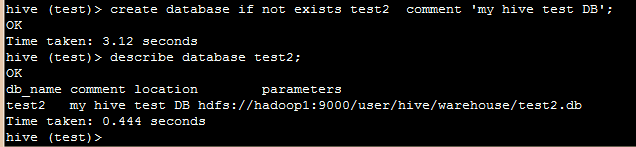 hive (test)> create database if not exists test2  comment 'my hive test DB';
OK
Time taken: 3.12 seconds
hive (test)> describe database test2;
OK
db_name comment location        parameters
test2   my hive test DB hdfs://hadoop1:9000/user/hive/warehouse/test2.db
Time taken: 0.444 seconds
hive (test)>